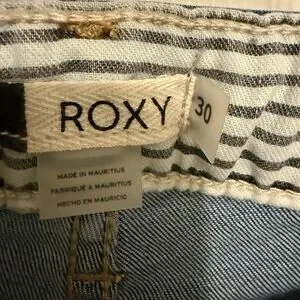 ROXY
30
MADE IN MAURITIUS
FABRIQUÉ A MAURITIUS
HECHO EN MAURICIO